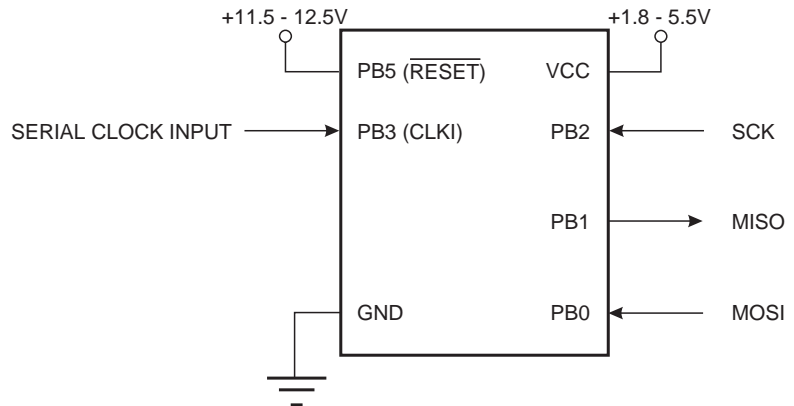 +11.5 - 12.5V
+1.8 - 5.5V
PB5 (RESET)
VCC
SERIAL CLOCK INPUT
PB3 (CLKI)
PB2
SCK
PB1
MISO
GND
PB0
MOSI